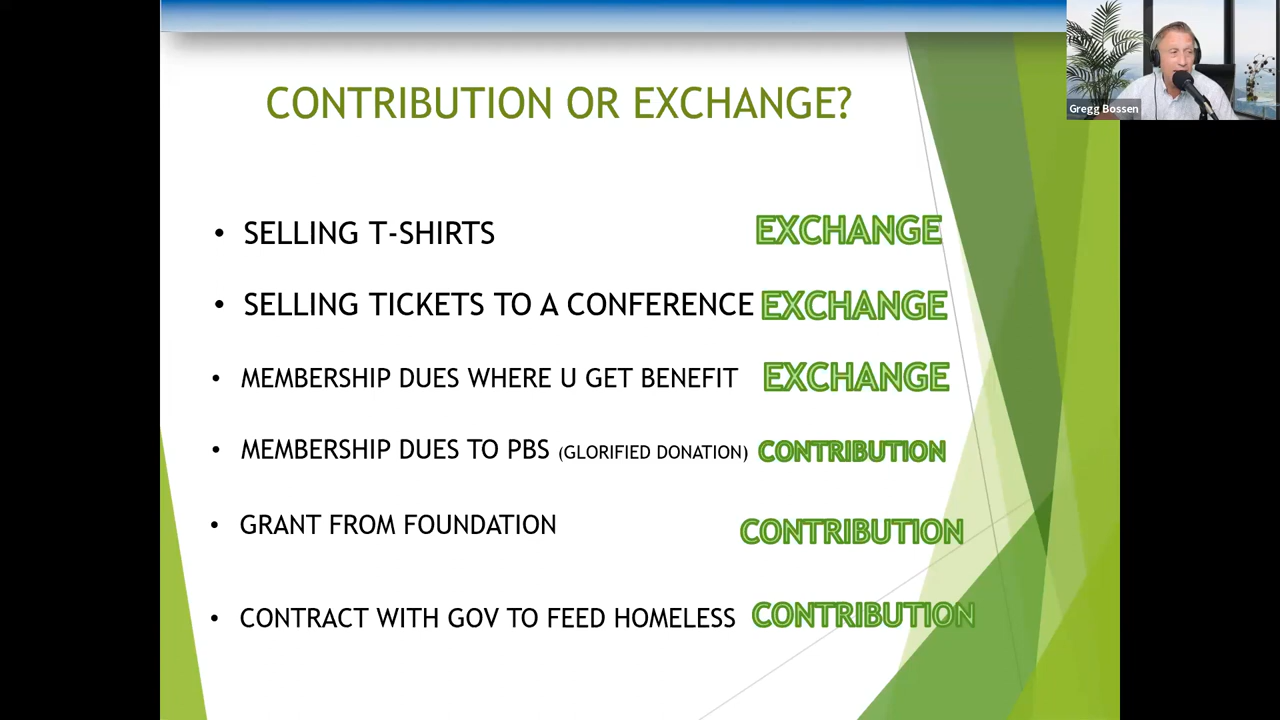 CONTRIBUTION OR EXCHANGE?
Gregg Bossen
• SELLING T-SHIRTS EXCHANGE
• SELLING TICKETS TO A CONFERENCE EXCHANGE
• MEMBERSHIP DUES WHERE U GET BENEFIT EXCHANGE
• MEMBERSHIP DUES TO PBS (GLORIFIED DONATION) CONTRIBUTION
• GRANT FROM FOUNDATION CONTRIBUTION
• CONTRACT WITH GOV TO FEED HOMELESS CONTRIBUTION